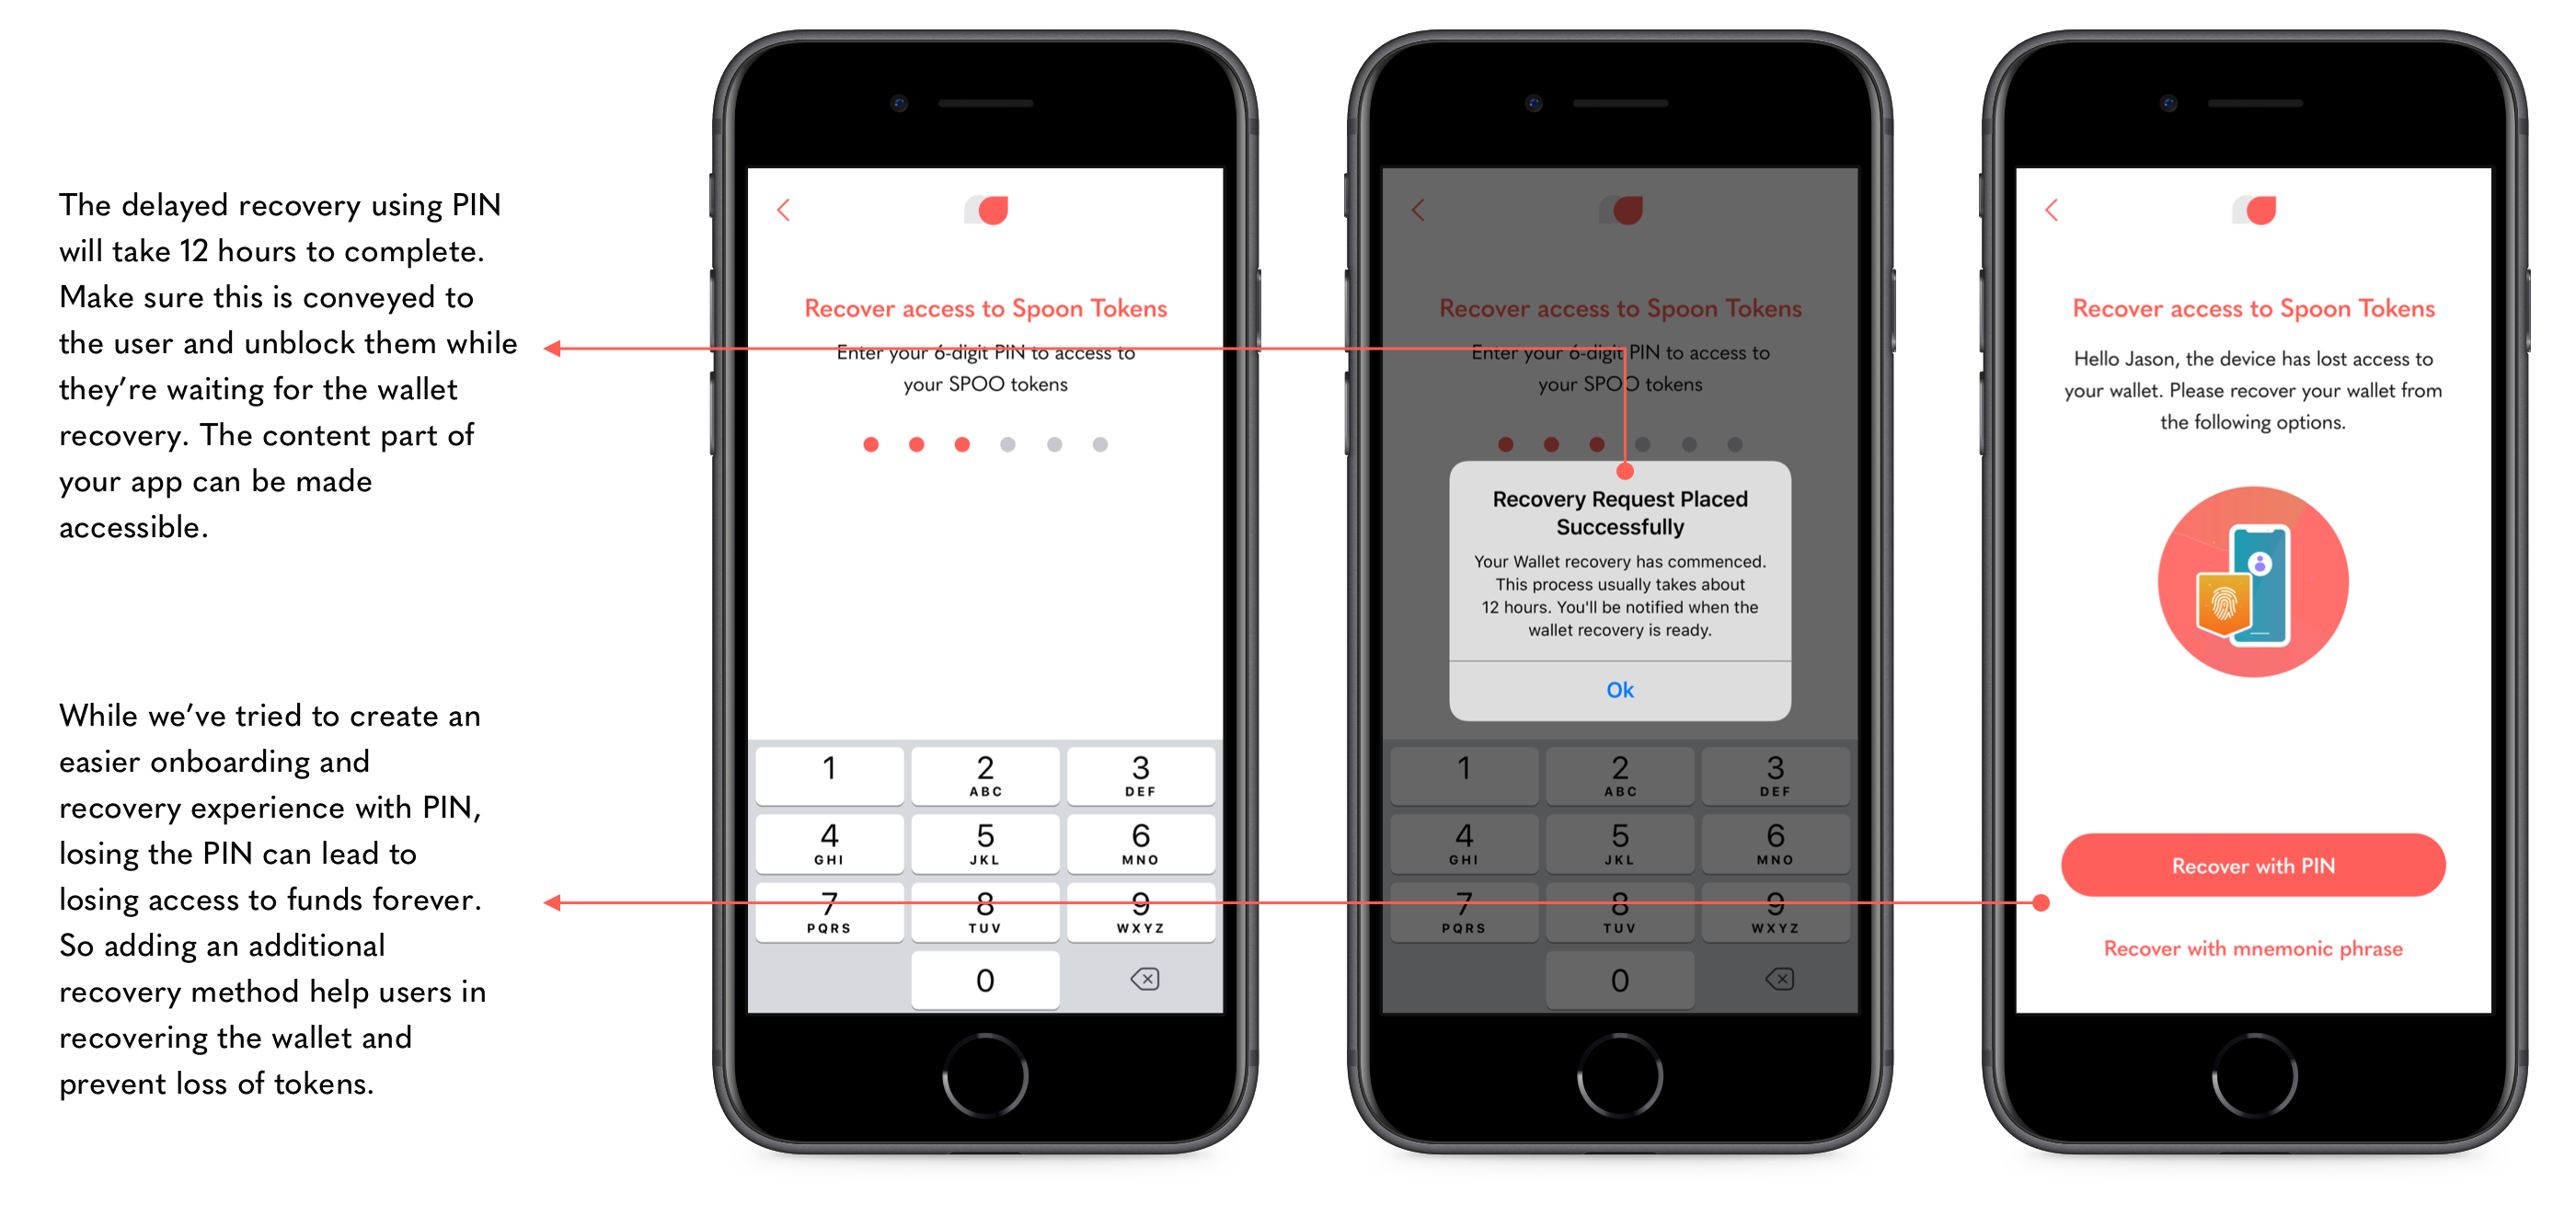 The delayed recovery using PIN
will take 12 hours to complete.
Make sure this is conveyed to
the user and unblock them while
they're waiting for the wallet
recovery. The content part of
your app can be made
accessible.
While we've tried to create an
easier onboarding and
recovery experience with PIN,
losing the PIN can lead to
losing access to funds forever.
So adding an additional
recovery method help users in
recovering the wallet and
prevent loss of tokens.
Recover access to Spoon Tokens
Enter your 6-digit PIN to access to
your SPOO tokens
1
2
ABC
3
DEF
4
GHI
5
JKL
6
MNO
7
PQRS
8
TUV
9
WXYZ
0
Recover access to Spoon Tokens
Enter your 6-digit PIN to access to
your SPOO tokens
Recovery Request Placed
Successfully
Your Wallet recovery has commenced.
This process usually takes about
12 hours. You'll be notified when the
wallet recovery is ready.
Ok
1
2
ABC
3
DEF
4
GHI
5
JKL
6
MNO
7
PQRS
8
TUV
9
WXYZ
0
Recover access to Spoon Tokens
Hello Jason, the device has lost access to
your wallet. Please recover your wallet from
the following options.
Recover with PIN
Recover with mnemonic phrase